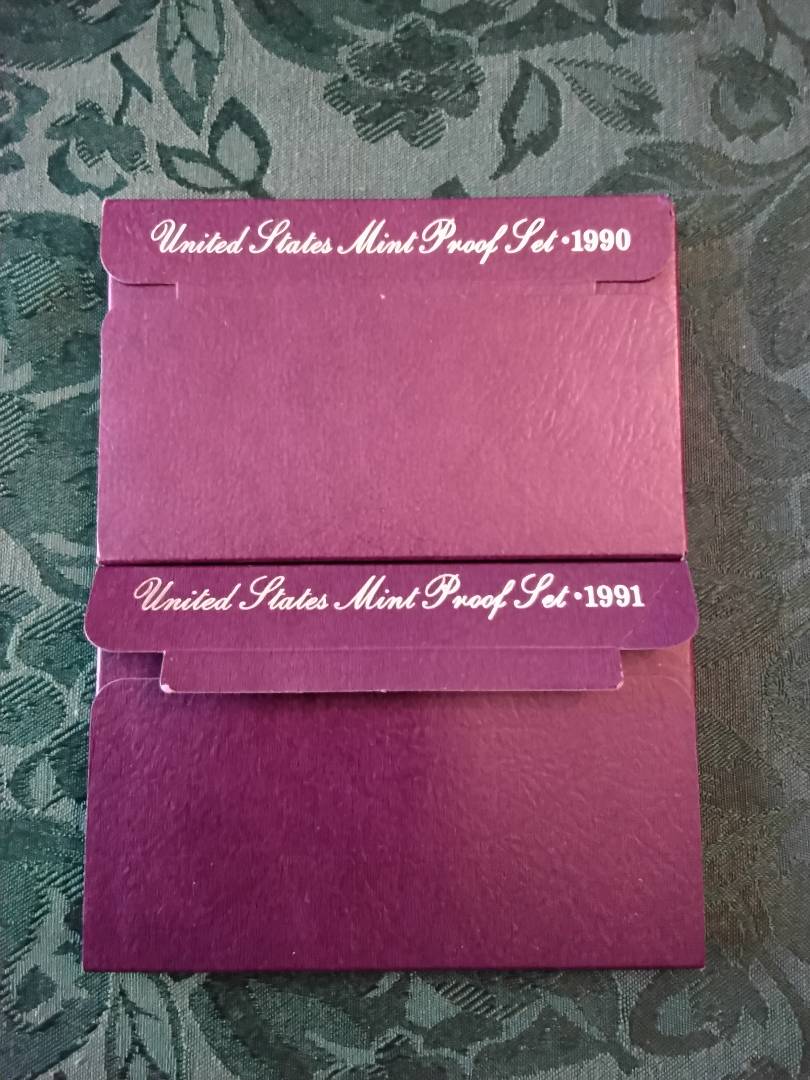 United States Mint Proof Set • 1990
United States Mint Proof Set • 1991